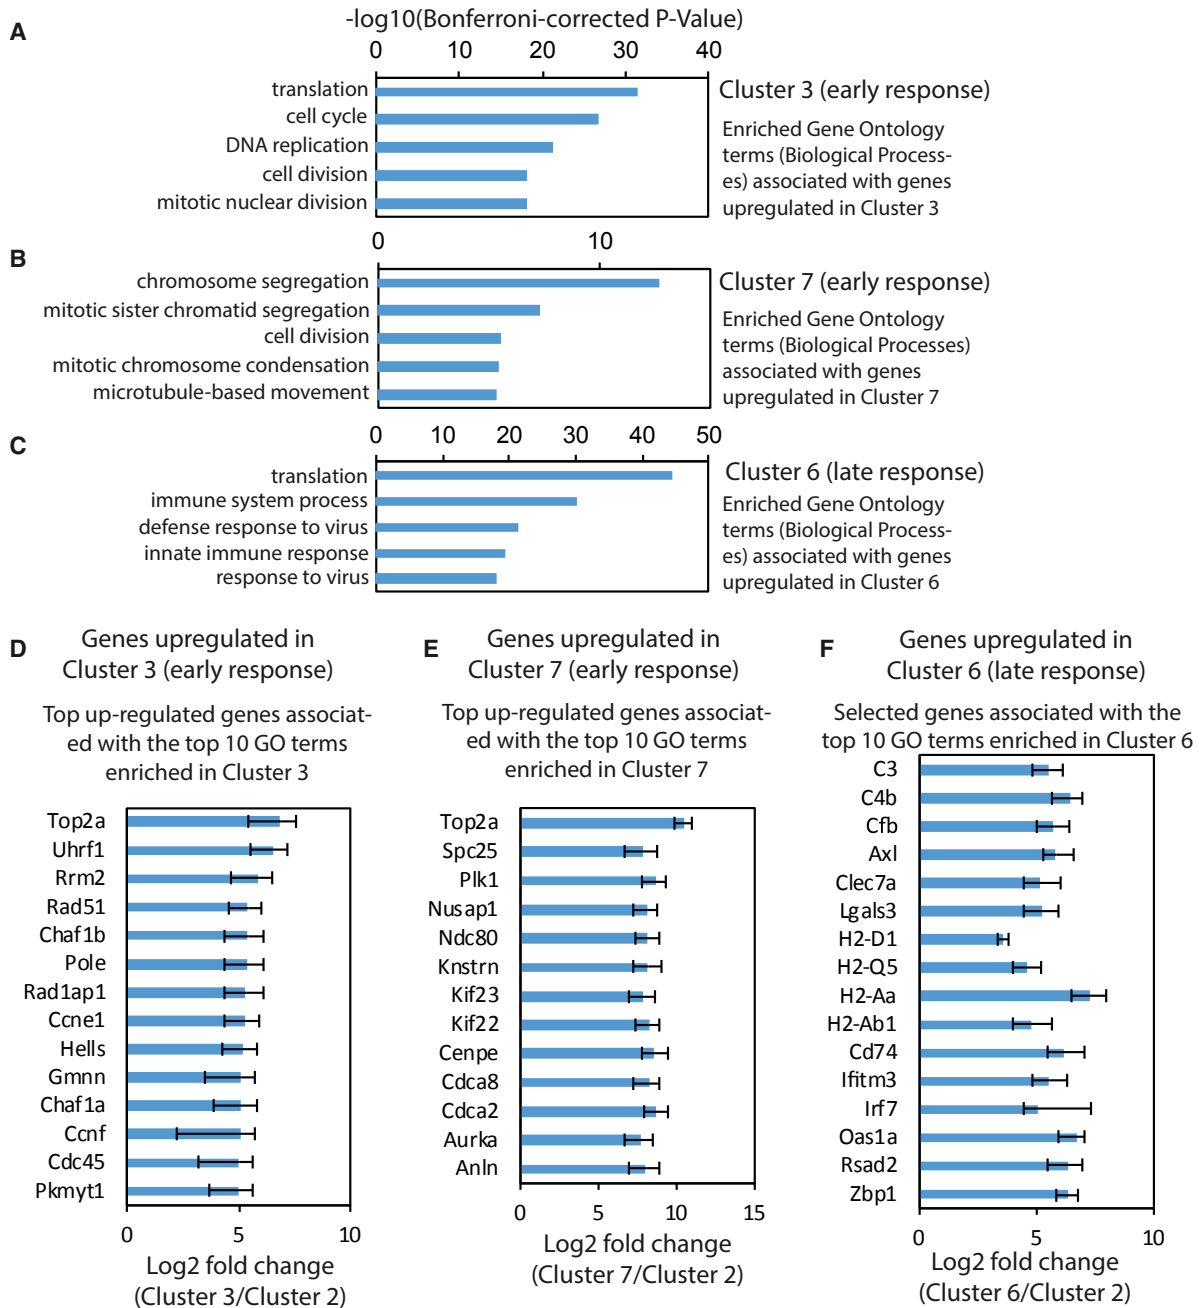 A
-log10(Bonferroni-corrected P-Value)
0 10 20 30 40
translation
cell cycle
DNA replication
cell division
mitotic nuclear division
Cluster 3 (early response)
Enriched Gene Ontology
terms (Biological Process-
es) associated with genes
upregulated in Cluster 3
B
0 10
chromosome segregation
mitotic sister chromatid segregation
cell division
mitotic chromosome condensation
microtubule-based movement
Cluster 7 (early response)
Enriched Gene Ontology
terms (Biological Processes)
associated with genes
upregulated in Cluster 7
C
0 10 20 30 40 50
translation
immune system process
defense response to virus
innate immune response
response to virus
Cluster 6 (late response)
Enriched Gene Ontology
terms (Biological Process-
es) associated with genes
upregulated in Cluster 6
D
Genes upregulated in
Cluster 3 (early response)
Top up-regulated genes associat-
ed with the top 10 GO terms
enriched in Cluster 3
Top2a
Uhrf1
Rrm2
Rad51
Chaf1b
Pole
Rad1ap1
Ccne1
Hells
Gmnn
Chaf1a
Ccnf
Cdc45
Pkmyt1
0 5 10
Log2 fold change
(Cluster 3/Cluster 2)
E
Genes upregulated in
Cluster 7 (early response)
Top up-regulated genes associat-
ed with the top 10 GO terms
enriched in Cluster 7
Top2a
Spc25
Plk1
Nusap1
Ndc80
Knstrn
Kif23
Kif22
Cenpe
Cdca8
Cdca2
Aurka
Anln
0 5 10 15
Log2 fold change
(Cluster 7/Cluster 2)
F
Genes upregulated in
Cluster 6 (late response)
Selected genes associated with the
top 10 GO terms enriched in Cluster 6
C3
C4b
Cfb
Axl
Clec7a
Lgals3
H2-D1
H2-Q5
H2-Aa
H2-Ab1
Cd74
Ifitm3
Irf7
Oas1a
Rsad2
Zbp1
0 5 10
Log2 fold change
(Cluster 6/Cluster 2)